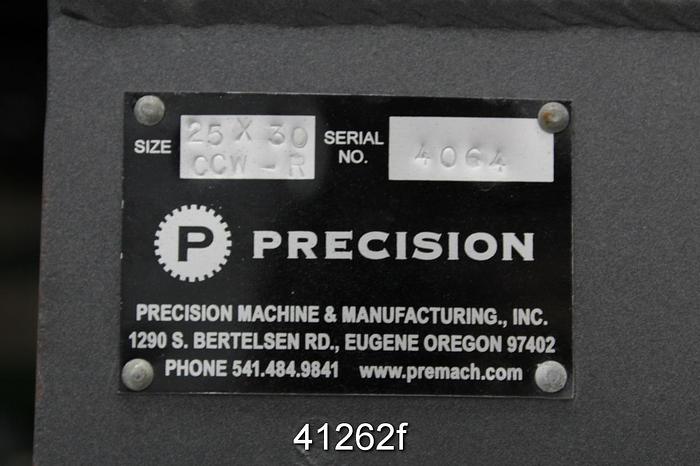 SIZE 25 X 30 CCW - R SERIAL NO. 4064
P PRECISION
PRECISION MACHINE & MANUFACTURING., INC.
1290 S. BERTELSEN RD., EUGENE OREGON 97402
PHONE 541.484.9841 www.premach.com
41262f